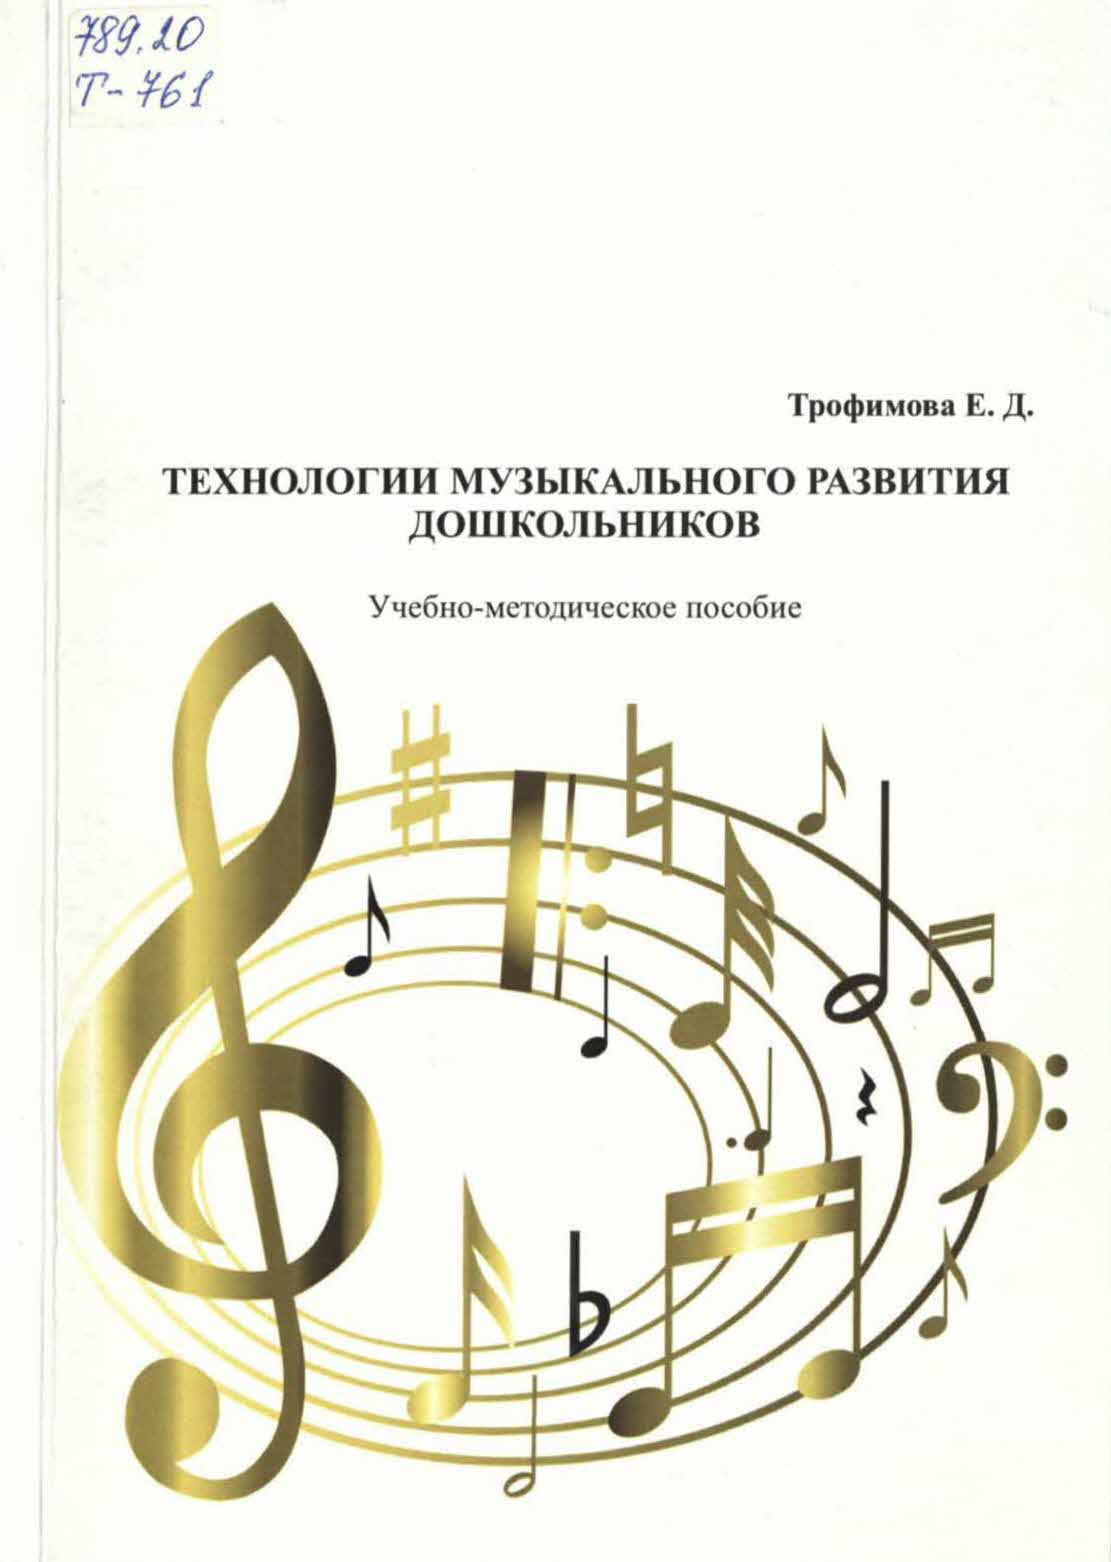 789.20
Т-761
Трофимова Е. Д.
ТЕХНОЛОГИИ МУЗЫКАЛЬНОГО РАЗВИТИЯ
ДОШКОЛЬНИКОВ
Учебно-методическое пособие